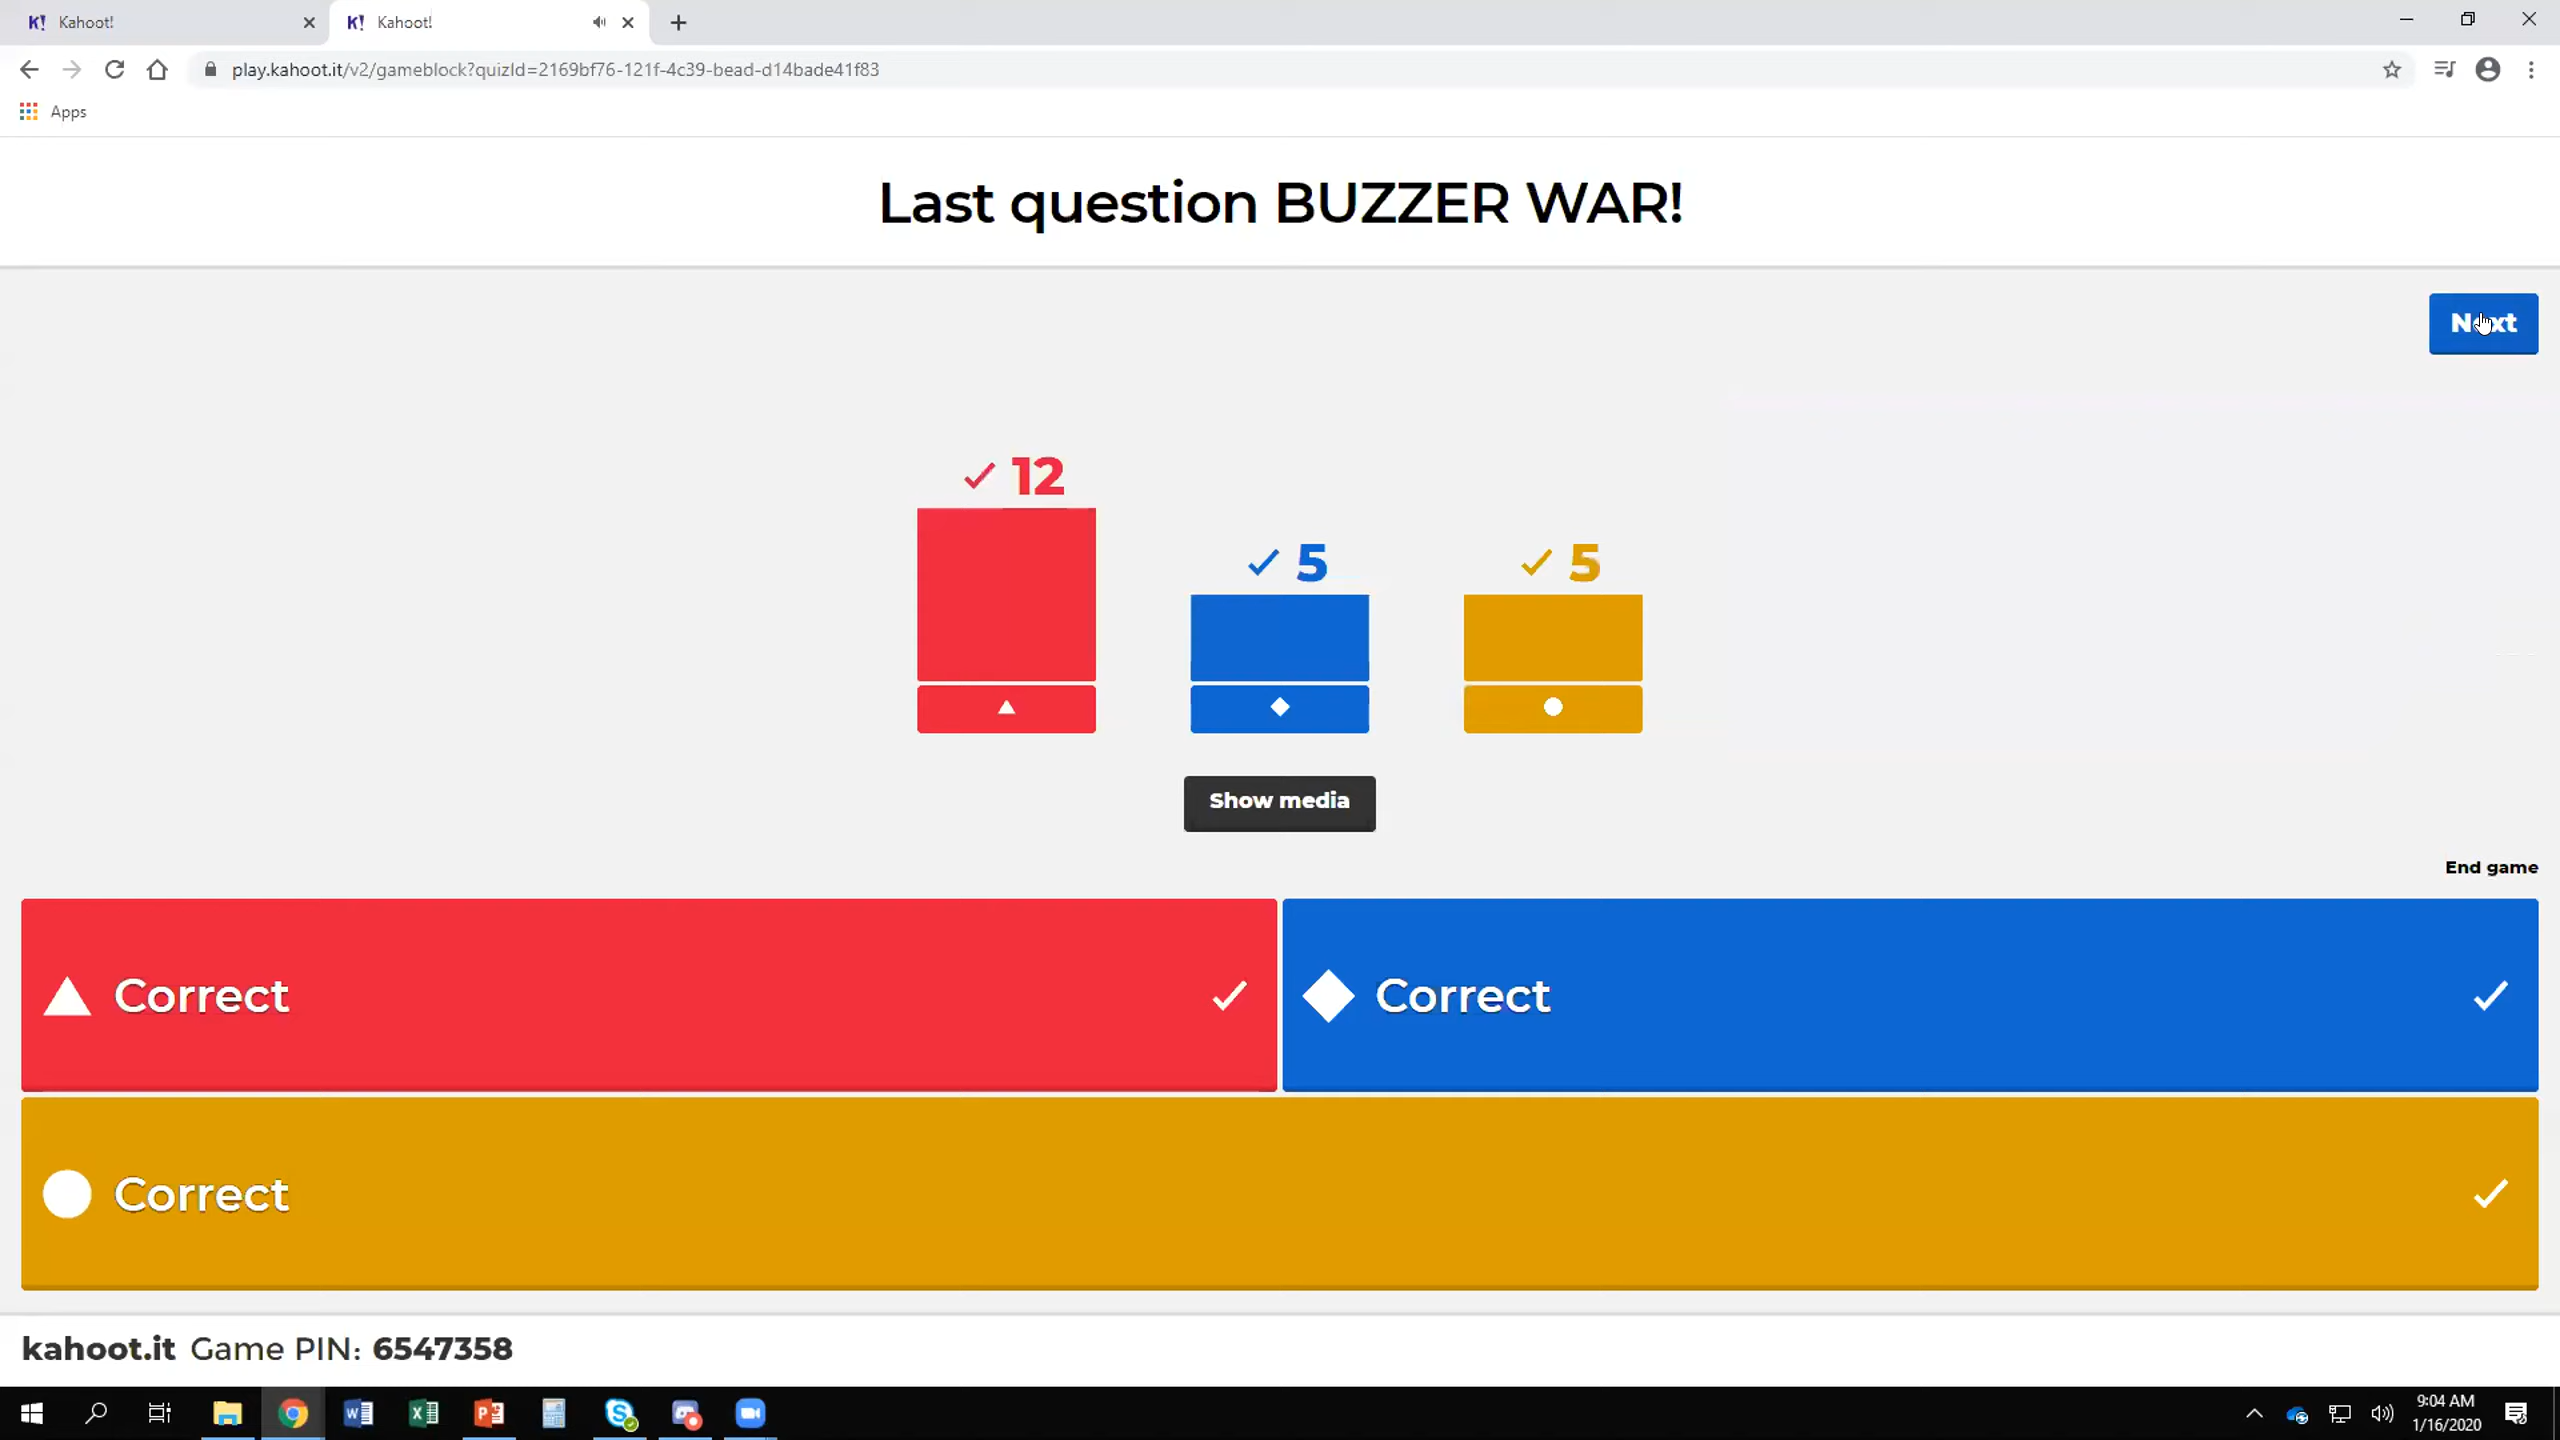 K! Kahoot!
K! Kahoot!
play.kahoot.it/v2/gameblock?quizId=2169bf76-121f-4c39-bead-d14bade41f83
Apps
Last question BUZZER WAR!
Next
12
5
5
Show media
End game
Correct
Correct
Correct
kahoot.it Game PIN: 6547358
9:04 AM
1/16/2020